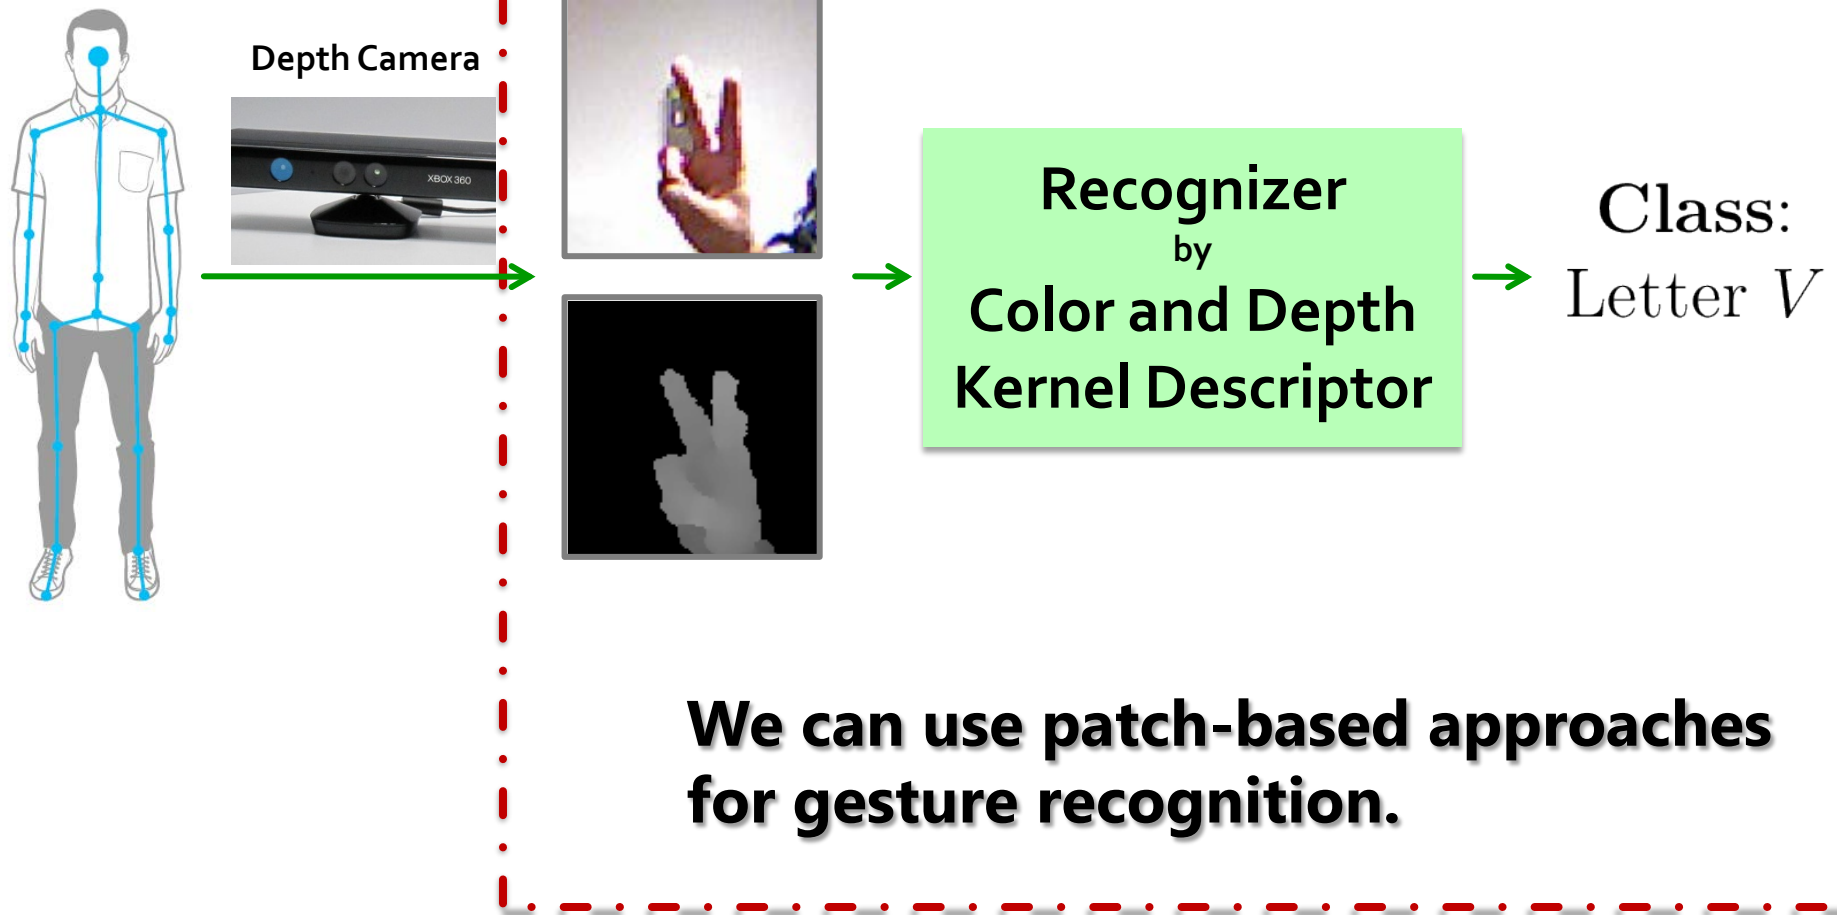 Depth Camera
XBOX 360
Recognizer
by
Color and Depth
Kernel Descriptor
Class:
Letter V
We can use patch-based approaches
for gesture recognition.